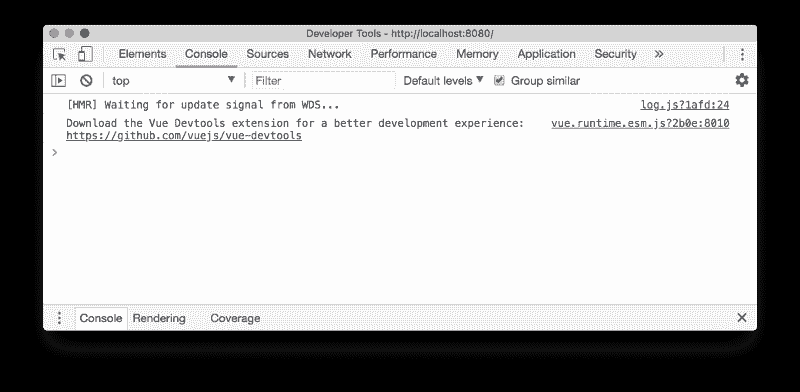 Developer Tools - http://localhost:8080/
Elements Console Sources Network Performance Memory Application Security »
top Filter Default levels Group similar
[HMR] Waiting for update signal from WDS... log.js?1afd:24
Download the Vue Devtools extension for a better development experience: vue.runtime.esm.js?2b0e:8010
https://github.com/vuejs/vue-devtools
>
Console Rendering Coverage